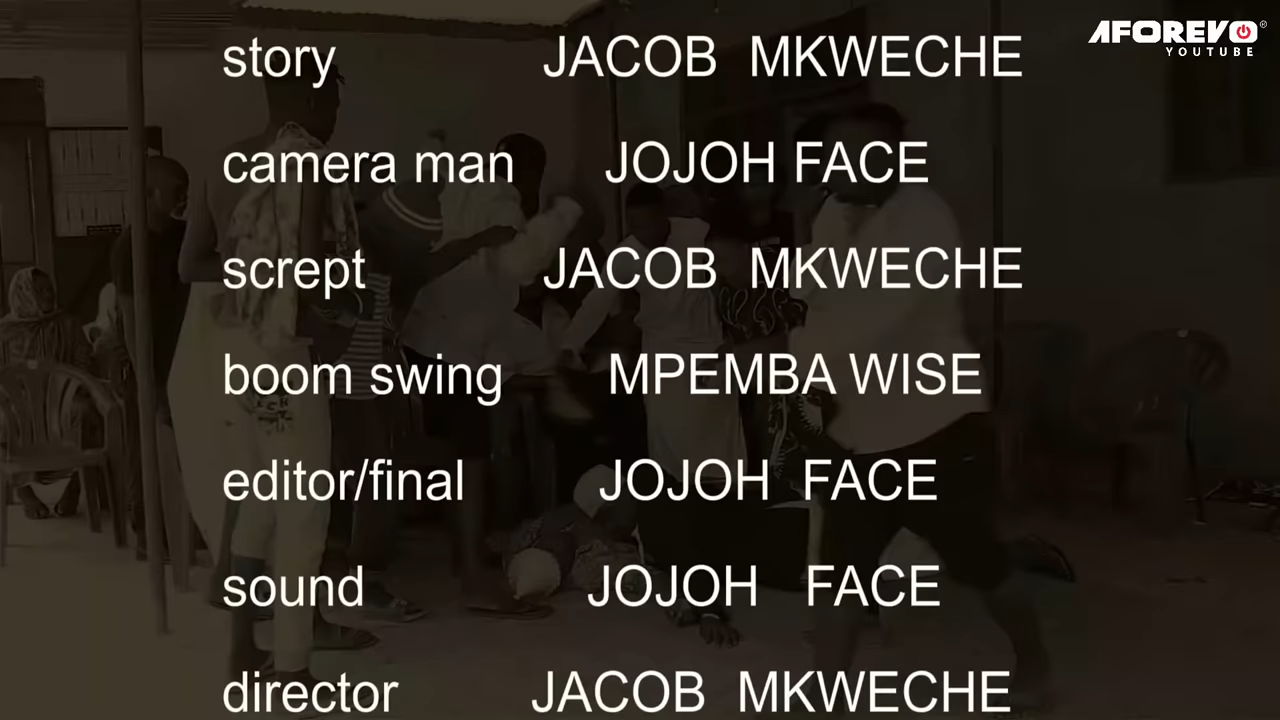 AFOREVO
YOUTUBE
story JACOB MKWECHE
camera man JOJOH FACE
scrept JACOB MKWECHE
boom swing MPEMBA WISE
editor/final JOJOH FACE
sound JOJOH FACE
director JACOB MKWECHE